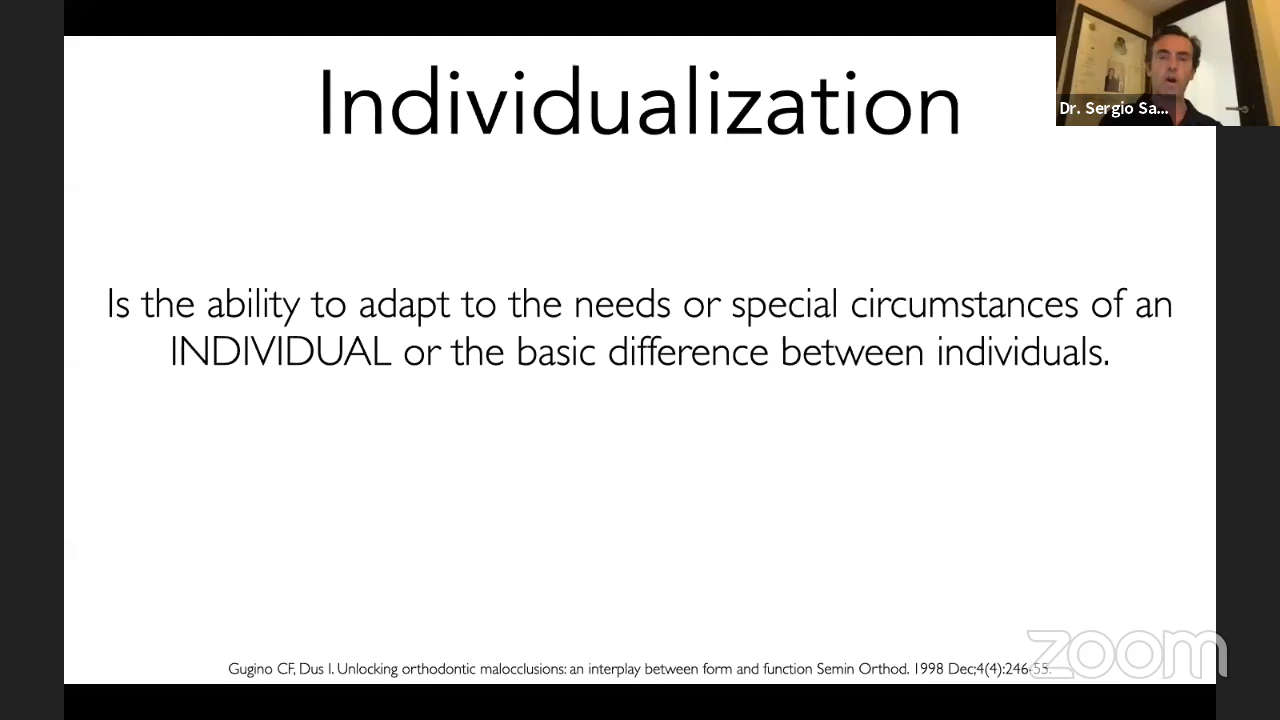 Individualization
Dr. Sergio Sa...
Is the ability to adapt to the needs or special circumstances of an
INDIVIDUAL or the basic difference between individuals.
Gugino CF, Dus I. Unlocking orthodontic malocclusions: an interplay between form and function Semin Orthod. 1998 Dec;4(4):246-55.
zoom